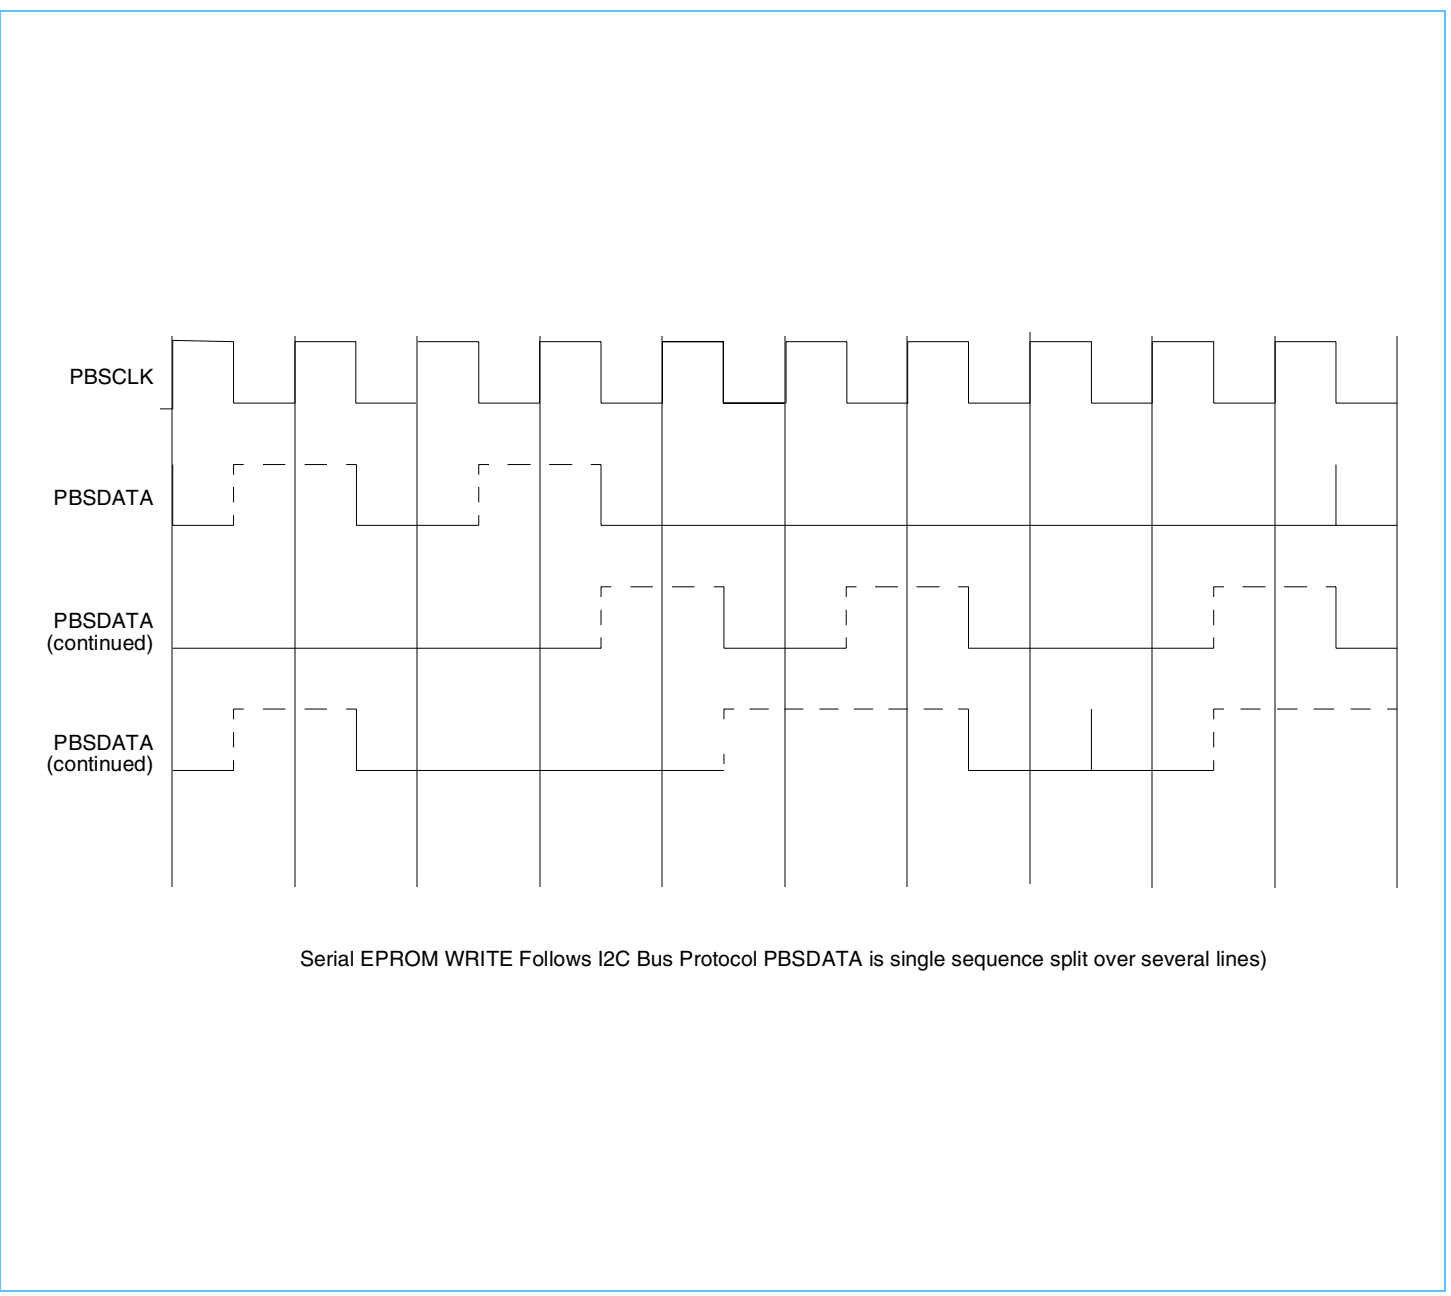 PBSCLK
PBSDATA
PBSDATA
(continued)
PBSDATA
(continued)
Serial EPROM WRITE Follows I2C Bus Protocol PBSDATA is single sequence split over several lines)